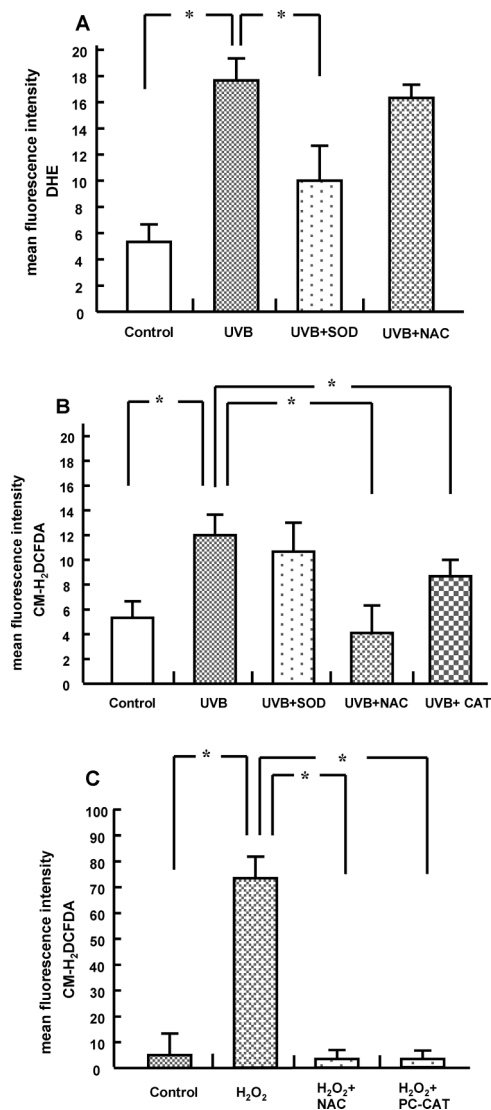 A
* *
mean fluorescence intensity
DHE
20
18
16
14
12
10
8
6
4
2
0
Control UVB UVB+SOD UVB+NAC
B
*
* *
mean fluorescence intensity
CM-H₂DCFDA
20
18
16
14
12
10
8
6
4
2
0
Control UVB UVB+SOD UVB+NAC UVB+ CAT
C
* *
*
mean fluorescence intensity
CM-H₂DCFDA
100
90
80
70
60
50
40
30
20
10
0
Control H₂O₂ H₂O₂+ H₂O₂+
NAC PC-CAT